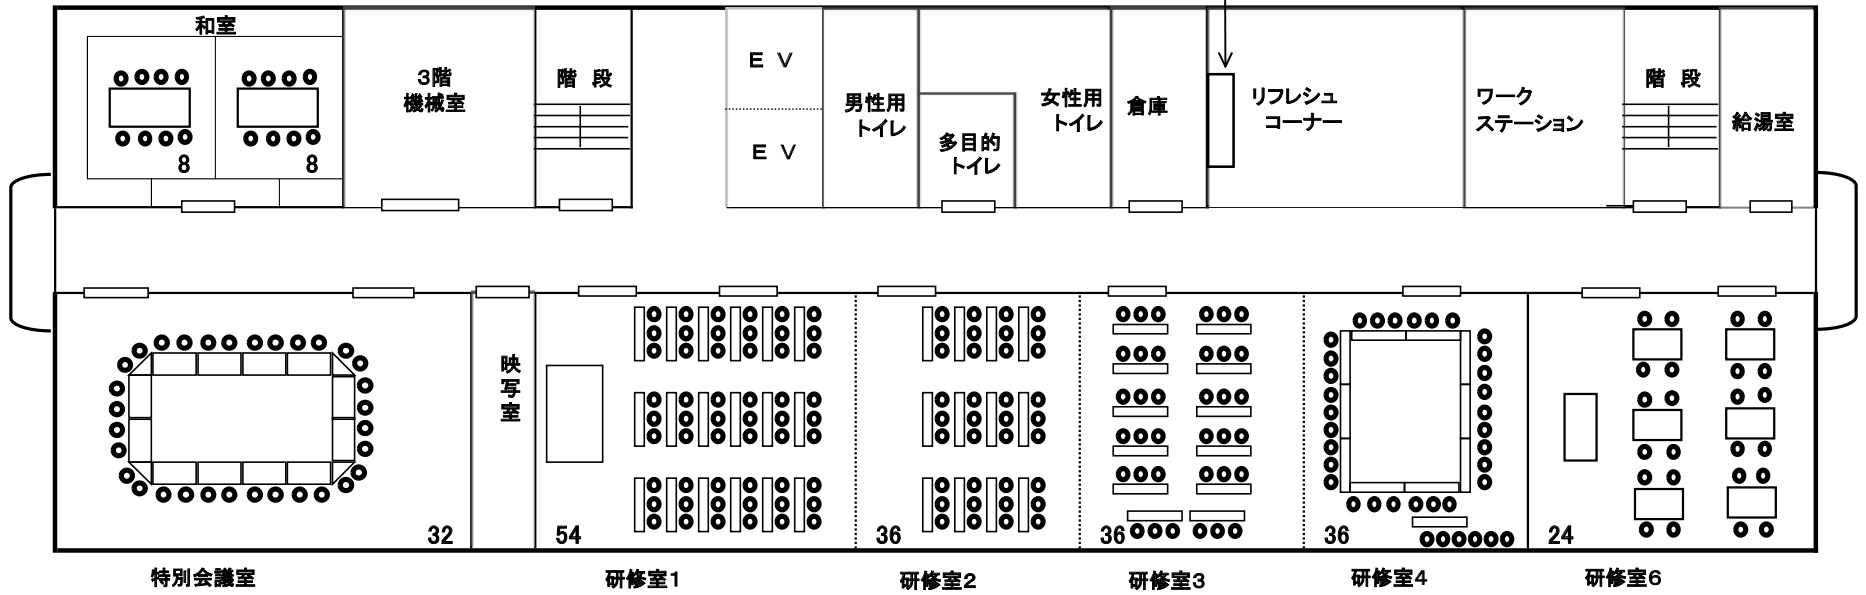 和室
8
8
3階
機械室
階 段
E V
E V
男性用
トイレ
多目的
トイレ
女性用
トイレ
倉庫
リフレシュ
コーナー
ワーク
ステーション
階 段
給湯室
映
写
室
32
54
36
36
36
24
特別会議室
研修室1
研修室2
研修室3
研修室4
研修室6